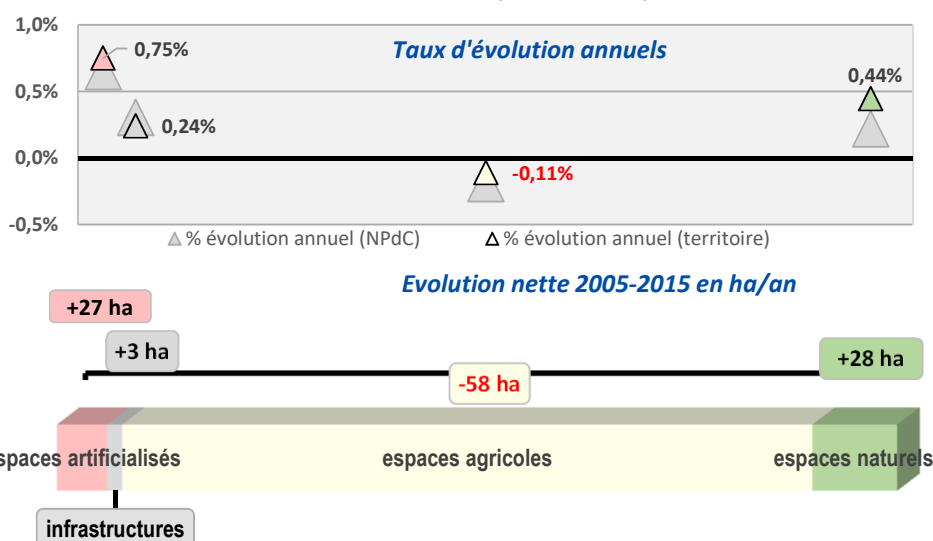 1,0%
Taux d'évolution annuels
0,75%
0,44%
0,5%
0,24%
0,0%
-0,11%
-0,5%
% évolution annuel (NPdC)
% évolution annuel (territoire)
Evolution nette 2005-2015 en ha/an
+27 ha
+3 ha
+28 ha
-58 ha
spaces artificialisés
espaces agricoles
espaces naturels
infrastructures